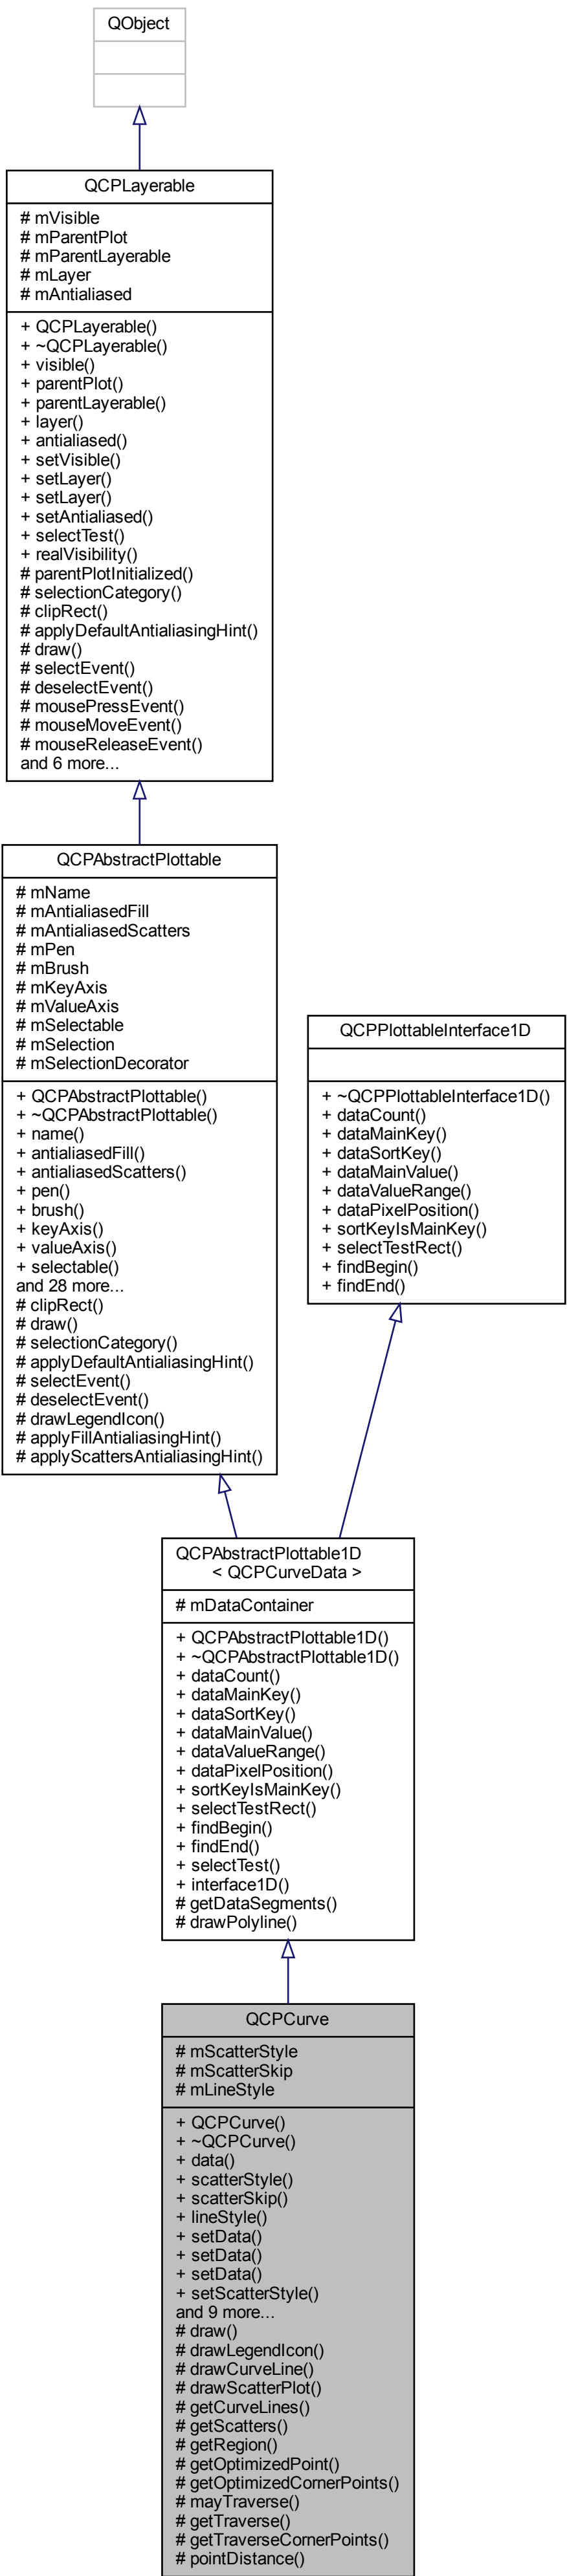 QObject
QCPLayerable
# mVisible
# mParentPlot
# mParentLayerable
# mLayer
# mAntialiased
+ QCPLayerable()
+ ~QCPLayerable()
+ visible()
+ parentPlot()
+ parentLayerable()
+ layer()
+ antialiased()
+ setVisible()
+ setLayer()
+ setLayer()
+ setAntialiased()
+ selectTest()
+ realVisibility()
# parentPlotInitialized()
# selectionCategory()
# clipRect()
# applyDefaultAntialiasingHint()
# draw()
# selectEvent()
# deselectEvent()
# mousePressEvent()
# mouseMoveEvent()
# mouseReleaseEvent()
and 6 more...
QCPAbstractPlottable
# mName
# mAntialiasedFill
# mAntialiasedScatters
# mPen
# mBrush
# mKeyAxis
# mValueAxis
# mSelectable
# mSelection
# mSelectionDecorator
+ QCPAbstractPlottable()
+ ~QCPAbstractPlottable()
+ name()
+ antialiasedFill()
+ antialiasedScatters()
+ pen()
+ brush()
+ keyAxis()
+ valueAxis()
+ selectable()
and 28 more...
# clipRect()
# draw()
# selectionCategory()
# applyDefaultAntialiasingHint()
# selectEvent()
# deselectEvent()
# drawLegendIcon()
# applyFillAntialiasingHint()
# applyScattersAntialiasingHint()
QCPPlottableInterface1D
+ ~QCPPlottableInterface1D()
+ dataCount()
+ dataMainKey()
+ dataSortKey()
+ dataMainValue()
+ dataValueRange()
+ dataPixelPosition()
+ sortKeyIsMainKey()
+ selectTestRect()
+ findBegin()
+ findEnd()
QCPAbstractPlottable1D
< QCPCurveData >
# mDataContainer
+ QCPAbstractPlottable1D()
+ ~QCPAbstractPlottable1D()
+ dataCount()
+ dataMainKey()
+ dataSortKey()
+ dataMainValue()
+ dataValueRange()
+ dataPixelPosition()
+ sortKeyIsMainKey()
+ selectTestRect()
+ findBegin()
+ findEnd()
+ selectTest()
+ interface1D()
# getDataSegments()
# drawPolyline()
QCPCurve
# mScatterStyle
# mScatterSkip
# mLineStyle
+ QCPCurve()
+ ~QCPCurve()
+ data()
+ scatterStyle()
+ scatterSkip()
+ lineStyle()
+ setData()
+ setData()
+ setData()
+ setScatterStyle()
and 9 more...
# draw()
# drawLegendIcon()
# drawCurveLine()
# drawScatterPlot()
# getCurveLines()
# getScatters()
# getRegion()
# getOptimizedPoint()
# getOptimizedCornerPoints()
# mayTraverse()
# getTraverse()
# getTraverseCornerPoints()
# pointDistance()